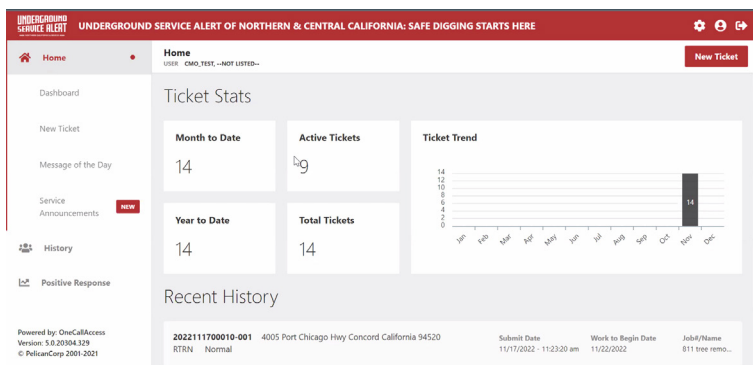 UNDERGROUND
SERVICE ALERT
UNDERGROUND SERVICE ALERT OF NORTHERN & CENTRAL CALIFORNIA: SAFE DIGGING STARTS HERE
Home
Home
USER CMO_TEST, --NOT LISTED--
New Ticket
Dashboard
New Ticket
Message of the Day
Service
Announcements
NEW
History
Positive Response
Powered by: OneCallAccess
Version: 5.0.20304.329
© PelicanCorp 2001-2021
Ticket Stats
Month to Date
14
Active Tickets
9
Year to Date
14
Total Tickets
14
Ticket Trend
14
12
10
8
6
4
2
0
14
Jan Feb Mar Apr May Jun Jul Aug Sep Oct Nov Dec
Recent History
2022111700010-001 4005 Port Chicago Hwy Concord California 94520
RTRN Normal
Submit Date
11/17/2022 - 11:23:20 am
Work to Begin Date
11/22/2022
Job#/Name
811 tree remo...